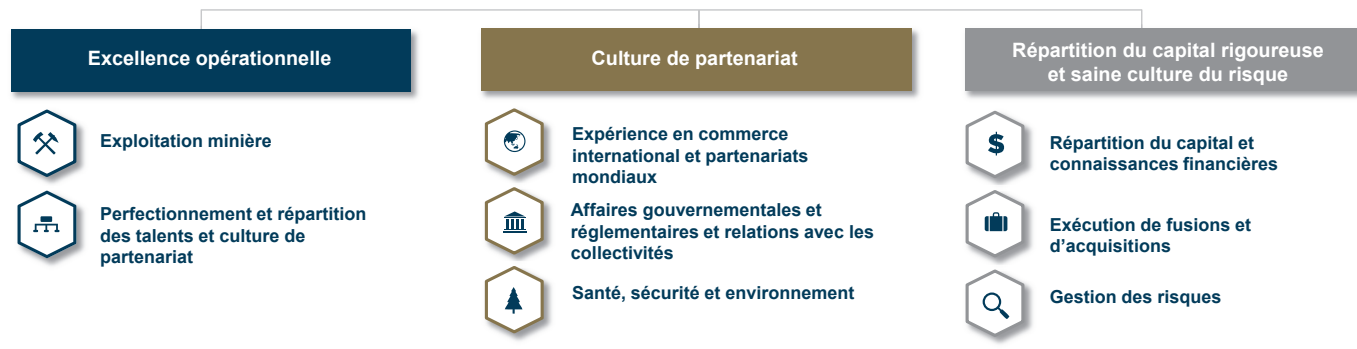 Excellence opérationnelle
Exploitation minière
Perfectionnement et répartition
des talents et culture de
partenariat
Culture de partenariat
Expérience en commerce
international et partenariats
mondiaux
Affaires gouvernementales et
réglementaires et relations avec les
collectivités
Santé, sécurité et environnement
Répartition du capital rigoureuse
et saine culture du risque
$
Répartition du capital et
connaissances financières
Exécution de fusions et
d’acquisitions
Gestion des risques